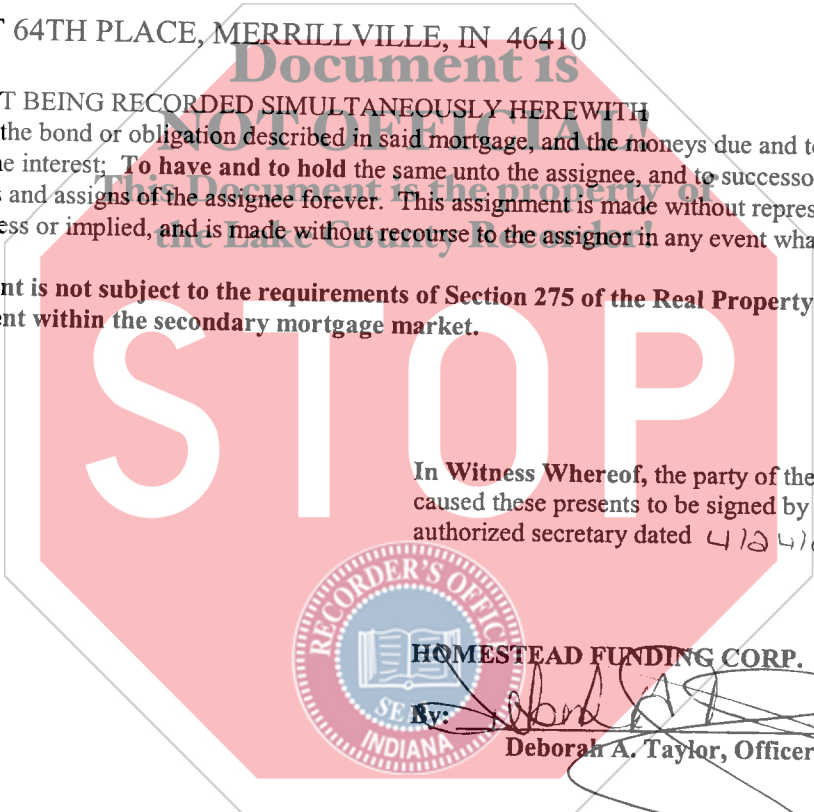 64TH PLACE, MERRILLVILLE, IN 46410
Document is
T BEING RECORDED SIMULTANEOUSLY HEREWITH
NOT OFFICIAL!
the bond or obligation described in said mortgage, and the moneys due and
interest; To have and to hold the same unto the assignee, and to
This Document is the property of
and assigns of the assignee forever. This assignment is made without
or implied, and is made without recourse to the assignor in any event
the Lake County Recorder!
is not subject to the requirements of Section 275 of the Real Property
within the secondary mortgage market.
STOP
In Witness Whereof, the party of the
caused these presents to be signed by
authorized secretary dated
RECORDER'S OFFICE
HOMESTEAD FUNDING CORP.
SEAL
By:
INDIANA
Deborah A. Taylor, Officer